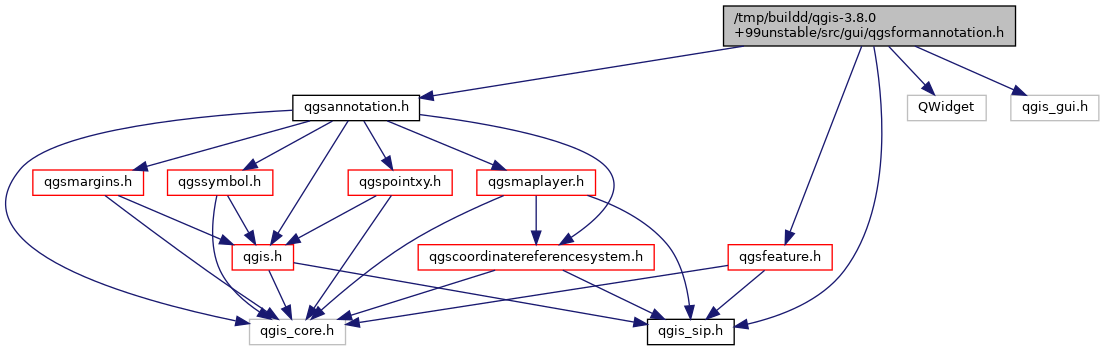 /tmp/buildd/qgis-3.8.0
+99unstable/src/gui/qgsformannotation.h
qgsannotation.h
QWidget
qgis_gui.h
qgsmargins.h
qgssymbol.h
qgspointxy.h
qgsmaplayer.h
qgis.h
qgscoordinatereferencesystem.h
qgsfeature.h
qgis_core.h
qgis_sip.h